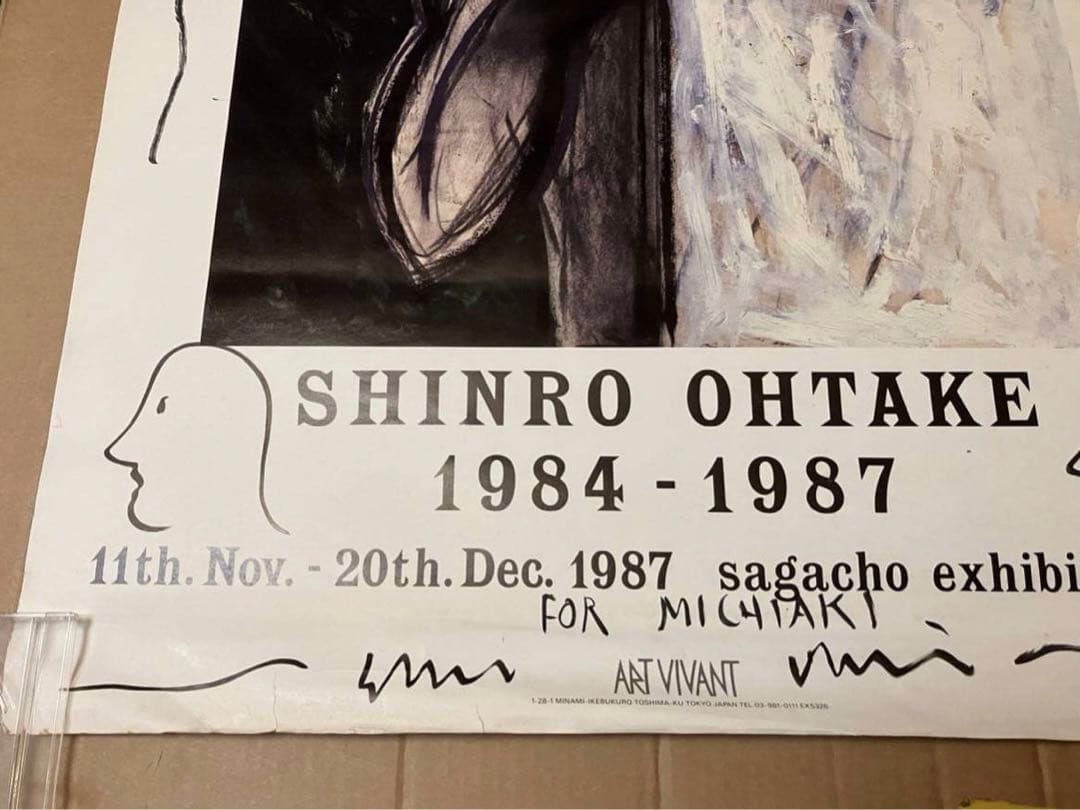 SHINRO OHTAKE
1984 - 1987
11th. Nov. - 20th. Dec. 1987 sagacho exhibi
FOR MICHIAKI
ART VIVANT
1-28-1 MINAMI-IKEBUKURO TOSHIMA-KU TOKYO JAPAN TEL 03-981-0111 EX5326